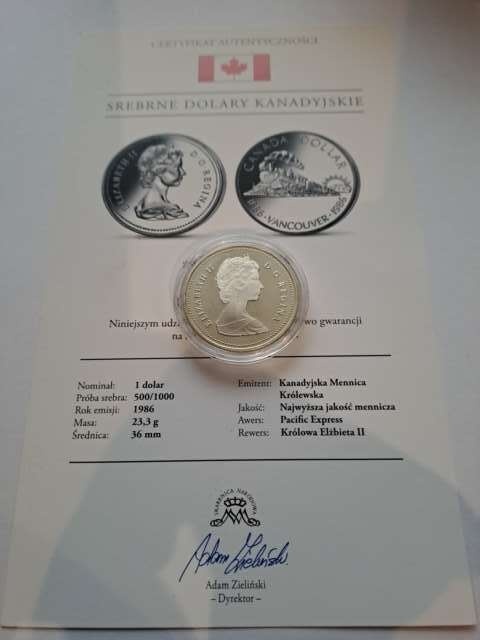 CERTYFIKAT AUTENTYCZNOŚCI
SREBRNE DOLARY KANADYJSKIE
ELIZABETH II D·G·REGINA
CANADA DOLLAR
1886·VANCOUVER·1986
ELIZABETH II D·G·REGINA
Niniejszym wo gwarancji
na
Nominał: 1 dolar
Próba srebra: 500/1000
Rok emisji: 1986
Masa: 23,3 g
Średnica: 36 mm
Emitent: Kanadyjska Mennica
Królewska
Jakość: Najwyższa jakość mennicza
Awers: Pacific Express
Rewers: Królowa Elżbieta II
SKARBNICA NARODOWA
Adam Zieliński
Adam Zieliński
– Dyrektor –